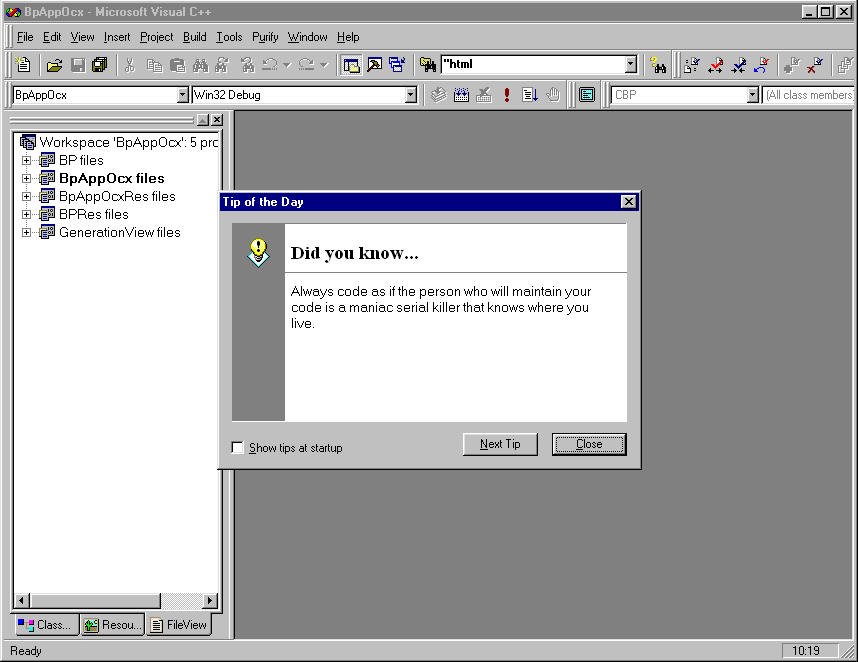 BpAppOcx - Microsoft Visual C++
File Edit View Insert Project Build Tools Purify Window Help
"html
BpAppOcx Win32 Debug CBP (All class members
Workspace 'BpAppOcx': 5 prc
BP files
BpAppOcx files
BpAppOcxRes files
BPRes files
GenerationView files
Tip of the Day
Did you know...
Always code as if the person who will maintain your
code is a maniac serial killer that knows where you
live.
Show tips at startup
Next Tip Close
Class... Resou... FileView
Ready 10:19